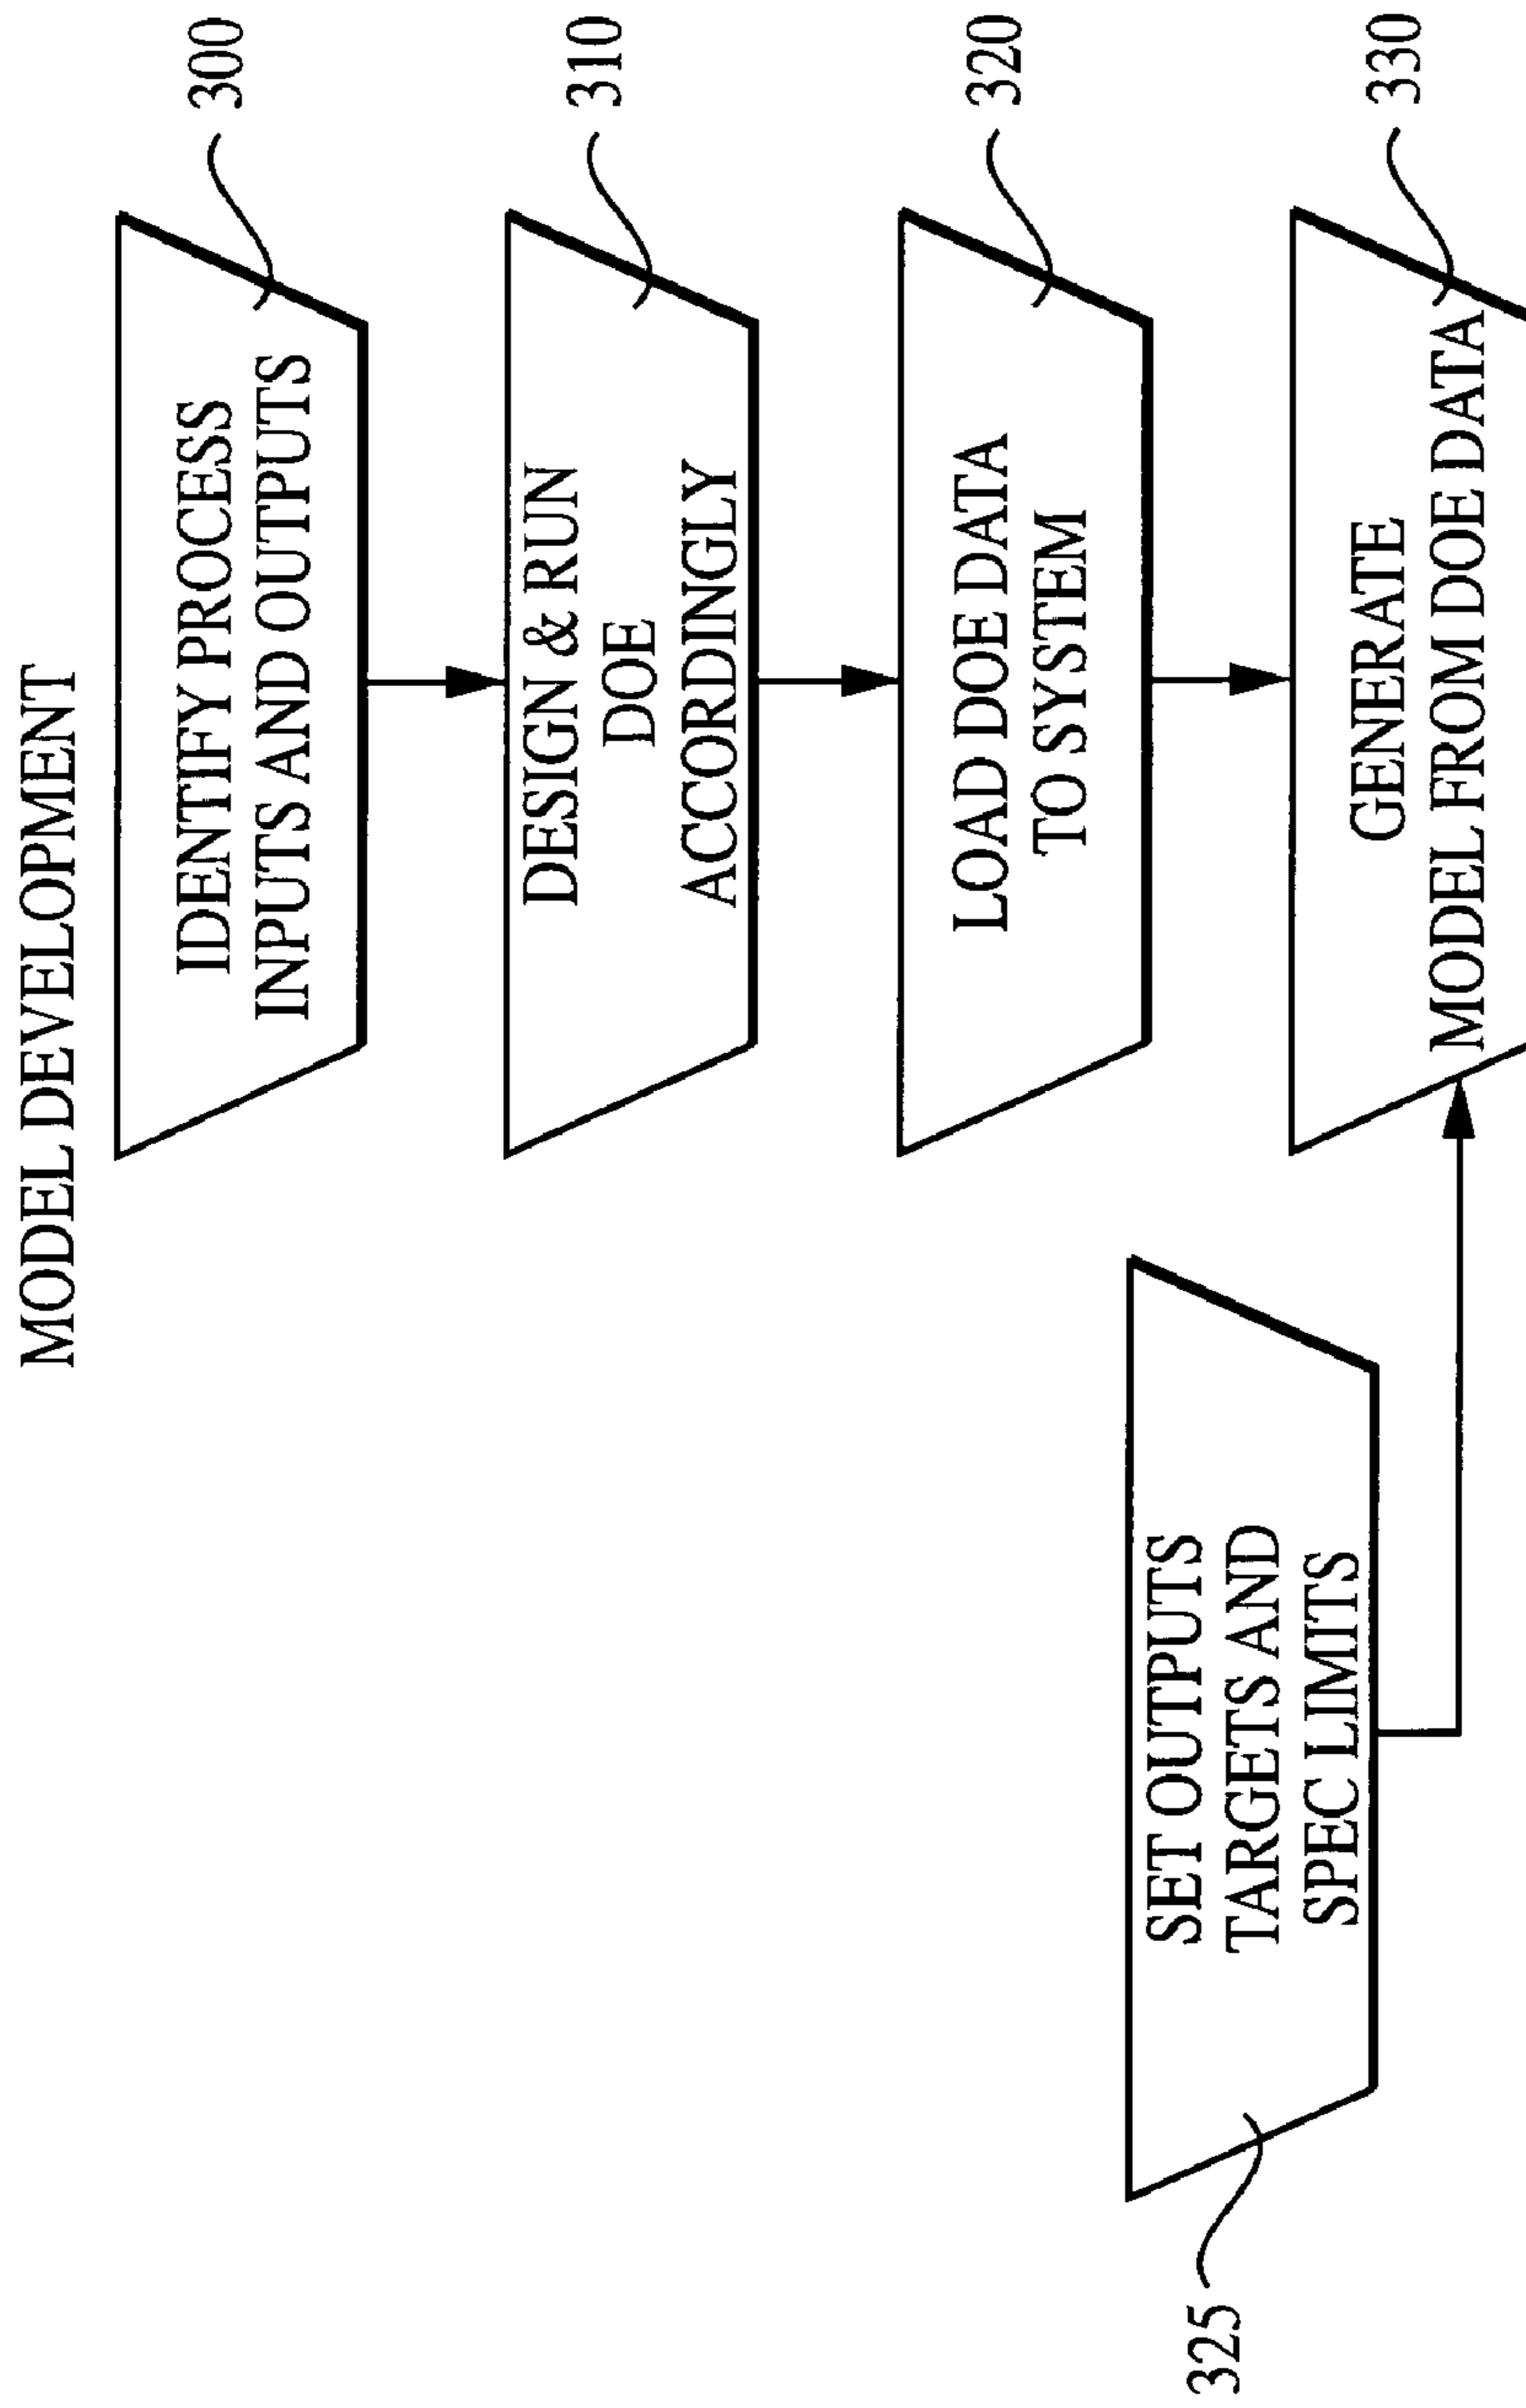 MODEL DEVELOPMENT
IDENTIFY PROCESS
INPUTS AND OUTPUTS
300
DESIGN & RUN
DOE
ACCORDINGLY
310
LOAD DOE DATA
TO SYSTEM
320
SET OUTPUTS
TARGETS AND
SPEC LIMITS
325
GENERATE
MODEL FROM DOE DATA
330